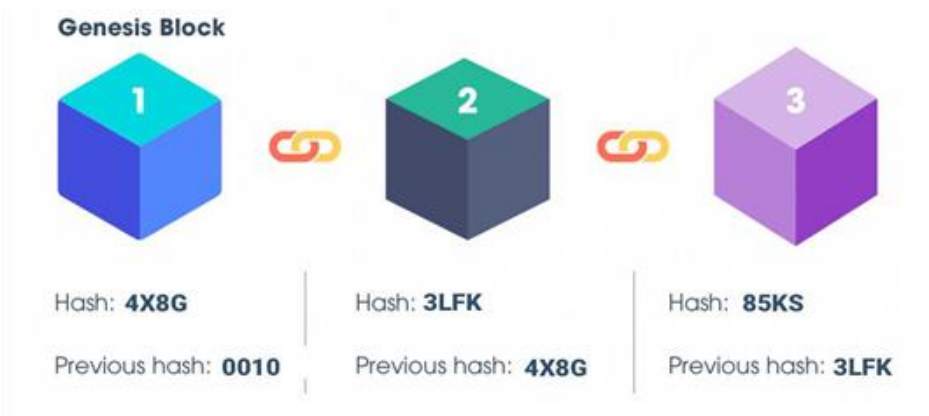 Genesis Block
1
2
3
Hash: 4X8G
Previous hash: 0010
Hash: 3LFK
Previous hash: 4X8G
Hash: 85KS
Previous hash: 3LFK